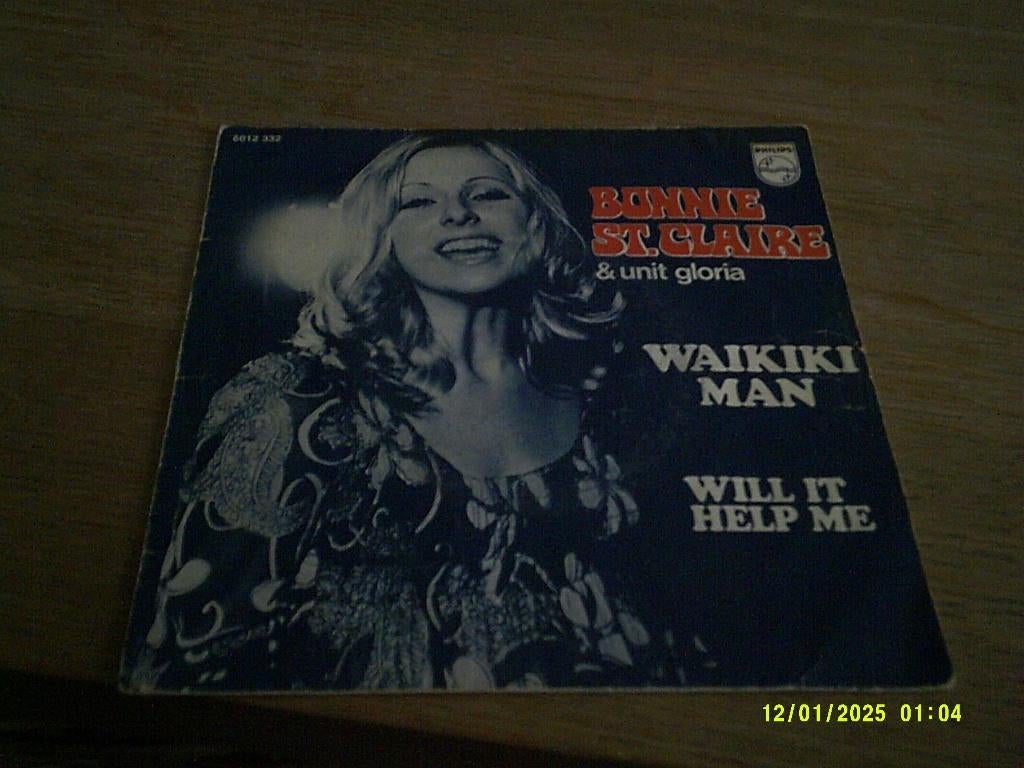 6012 332
PHILIPS
BONNIE
ST. CLAIRE
& unit gloria
WAIKIKI
MAN
WILL IT
HELP ME
12/01/2025 01:04